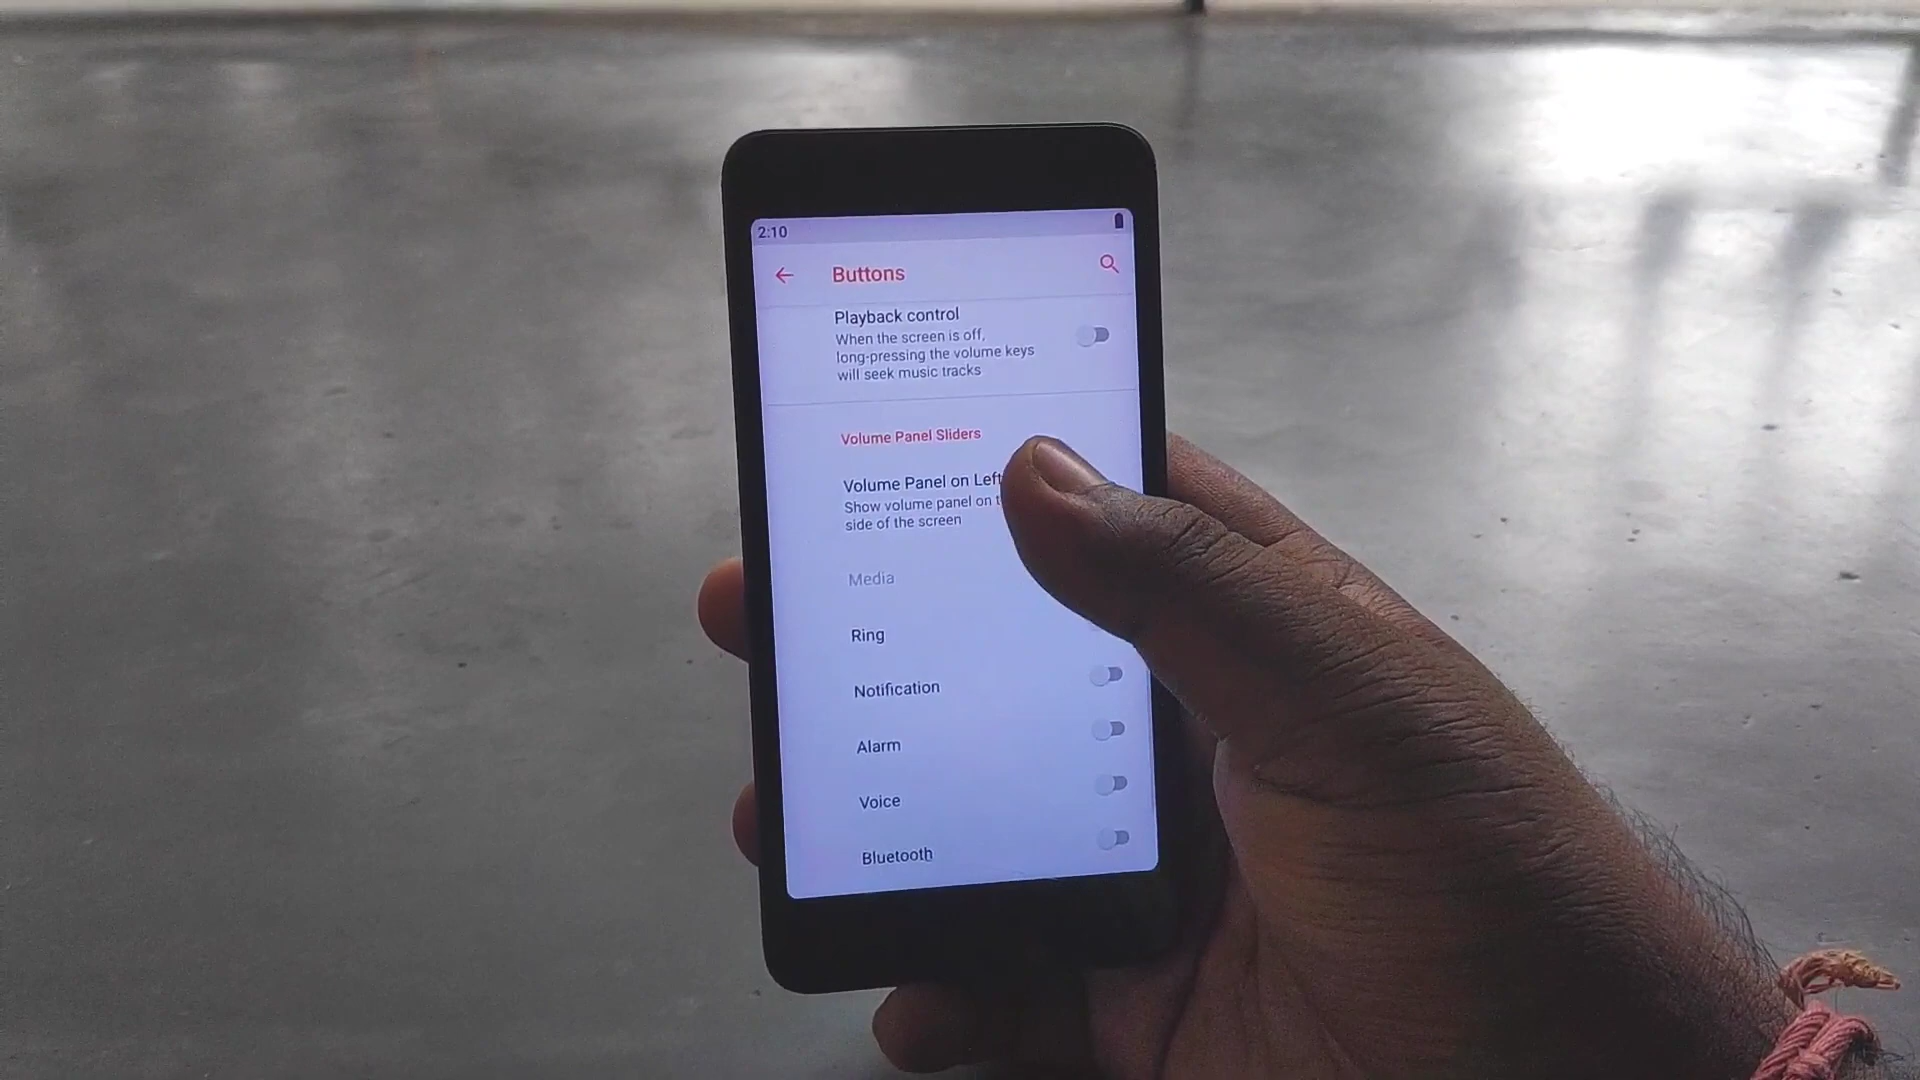 2:10
Buttons
Playback control
When the screen is off,
long-pressing the volume keys
will seek music tracks
Volume Panel Sliders
Volume Panel on Left
Show volume panel on
side of the screen
Media
Ring
Notification
Alarm
Voice
Bluetooth